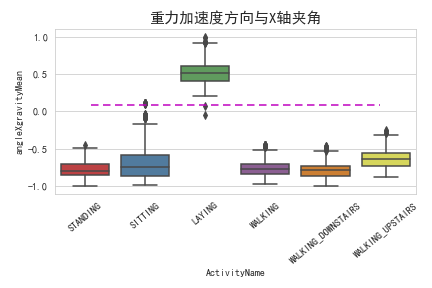 重力加速度方向与X轴夹角
angleXgravityMean
1.0
0.5
0.0
-0.5
-1.0
STANDING
SITTING
LAYING
WALKING
WALKING_DOWNSTAIRS
WALKING_UPSTAIRS
ActivityName